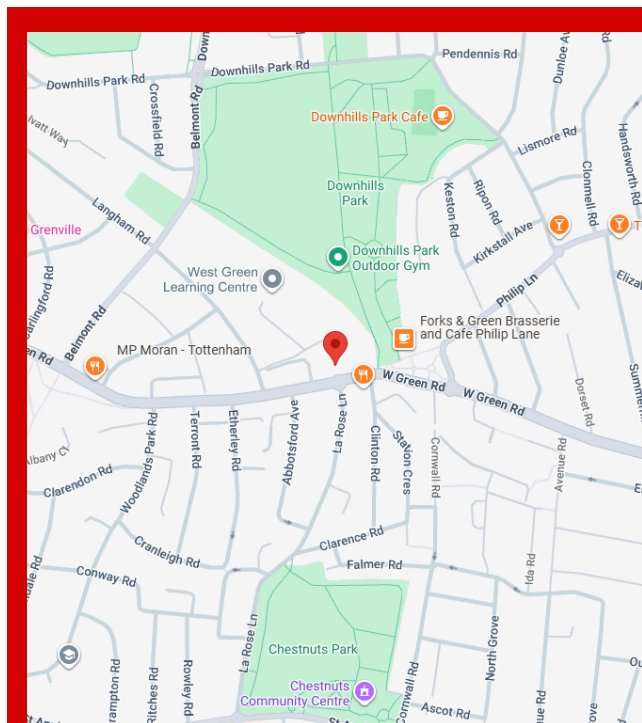 Pendennis Rd
Dunloe Av
Downhills Park Rd
Downhills Park Rd
Crossfield Rd
Belmont Rd
Downhills Park Cafe
Lismore Rd
Handsworth Rd
Clonmell Rd
Langham Rd
Downhills
Park
Keston Rd
Ripon Rd
Kirkstall Ave
Grenville
Downhills Park
Outdoor Gym
West Green
Learning Centre
Philip Ln
Belmont Rd
MP Moran - Tottenham
Forks & Green Brasserie
and Cafe Philip Lane
W Green Rd
W Green Rd
Dorset Rd
Woodlands Park Rd
Terront Rd
Etherley Rd
Abbotsford Ave
La Rose Ln
Clinton Rd
Station Cres
Cornwall Rd
Avenue Rd
Clarendon Rd
Cranleigh Rd
Clarence Rd
Conway Rd
Falmer Rd
Ida Rd
La Rose Ln
Chestnuts Park
North Grove
Ritches Rd
Rowley Rd
Chestnuts
Community Centre
Cornwall Rd
Ascot Rd